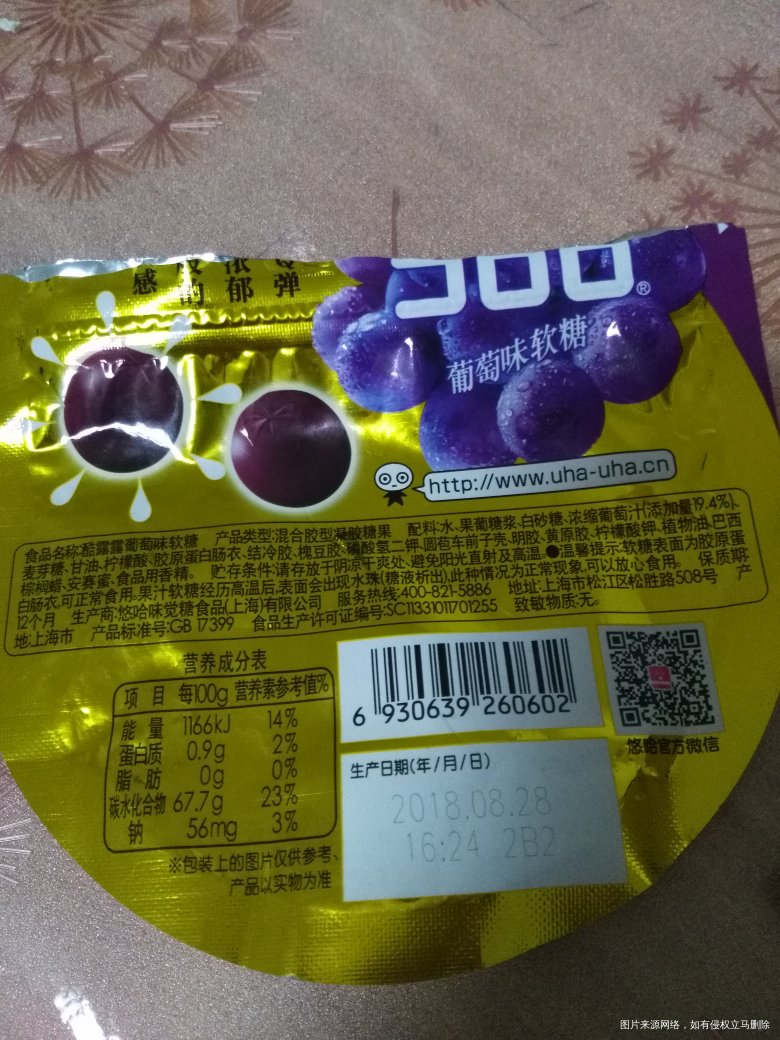 感 的 郁 弹
®
葡萄味软糖
http://www.uha-uha.cn
食品名称:酷露露葡萄味软糖 产品类型:混合胶型凝胶糖果 配料:水、果葡糖浆、白砂糖、浓缩葡萄汁(添加量19.4%)、
麦芽糖、甘油、柠檬酸、胶原蛋白肠衣、结冷胶、槐豆胶、磷酸氢二钾、圆苞车前子壳、明胶、黄原胶、柠檬酸钾、植物油、巴西
棕榈蜡、安赛蜜、食品用香精。 贮存条件:请存放于阴凉干爽处、避免阳光直射及高温。●温馨提示:软糖表面为胶原蛋
白肠衣,可正常食用。果汁软糖经历高温后,表面会出现水珠(糖液析出),此种情况为正常现象,可以放心食用。 保质期:
12个月 生产商:悠哈味觉糖食品(上海)有限公司 服务热线:400-821-5886 地址:上海市松江区松胜路508号 产
地:上海市 产品标准号:GB 17399 食品生产许可证编号:SC11331011701255 致敏物质:无。
营养成分表
项 目 每100g 营养素参考值%
能 量 1166kJ 14%
蛋白质 0.9g 2%
脂 肪 0g 0%
碳水化合物 67.7g 23%
钠 56mg 3%
※包装上的图片仅供参考、
产品以实物为准
6 930639 260602
悠哈官方微信
生产日期(年/月/日)
2018.08.28
16:24 2B2
图片来源网络，如有侵权立马删除